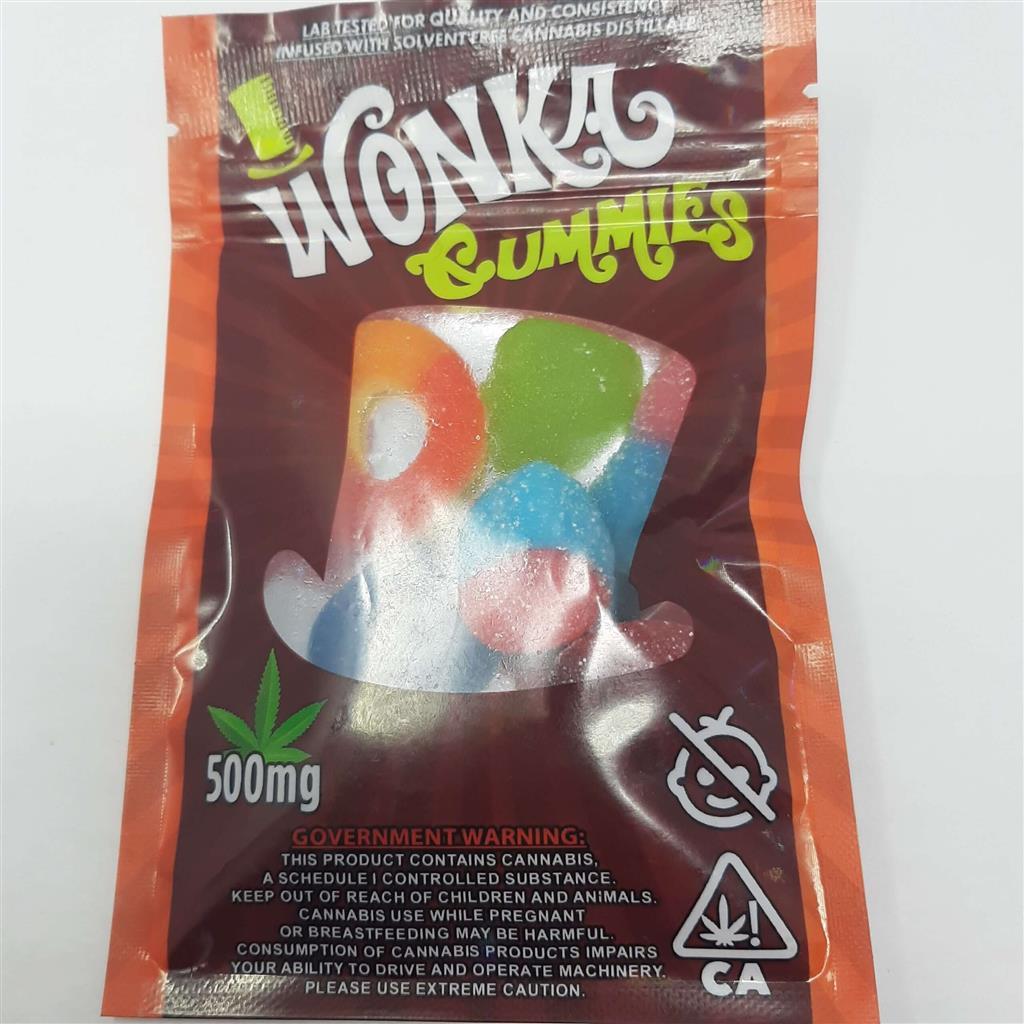 LAB TESTED FOR QUALITY AND CONSISTENCY
INFUSED WITH SOLVENT FREE CANNABIS DISTILLATE
WONKA
GUMMIES
500mg
GOVERNMENT WARNING:
THIS PRODUCT CONTAINS CANNABIS,
A SCHEDULE I CONTROLLED SUBSTANCE.
KEEP OUT OF REACH OF CHILDREN AND ANIMALS.
CANNABIS USE WHILE PREGNANT
OR BREASTFEEDING MAY BE HARMFUL.
CONSUMPTION OF CANNABIS PRODUCTS IMPAIRS
YOUR ABILITY TO DRIVE AND OPERATE MACHINERY.
PLEASE USE EXTREME CAUTION.
!
CA